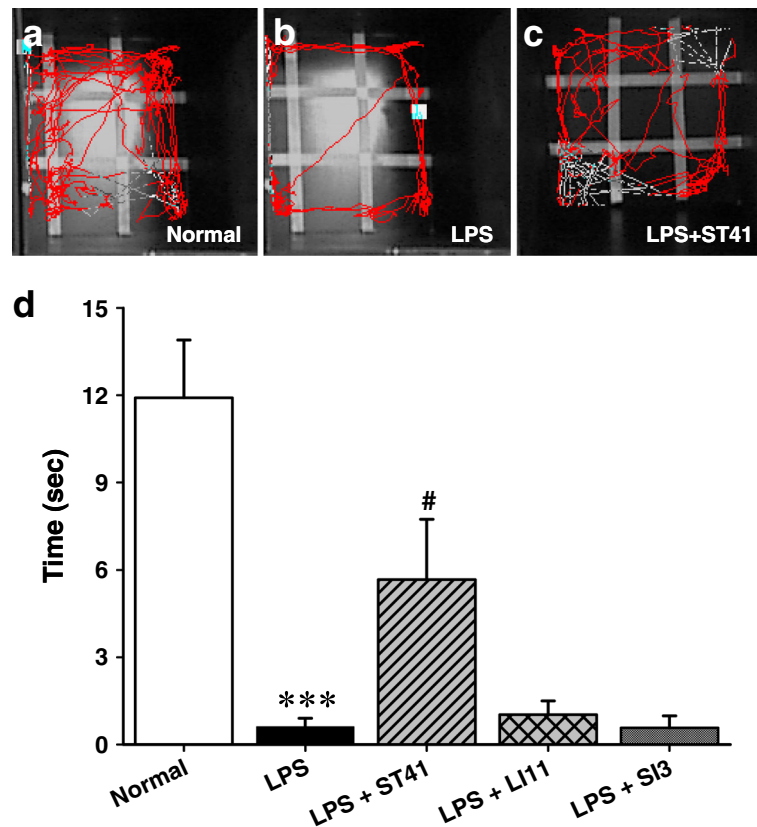 a
b
c
Normal
LPS
LPS+ST41
d
15
12
9
6
3
0
Time (sec)
***
#
Normal
LPS
LPS + ST41
LPS + LI11
LPS + SI3